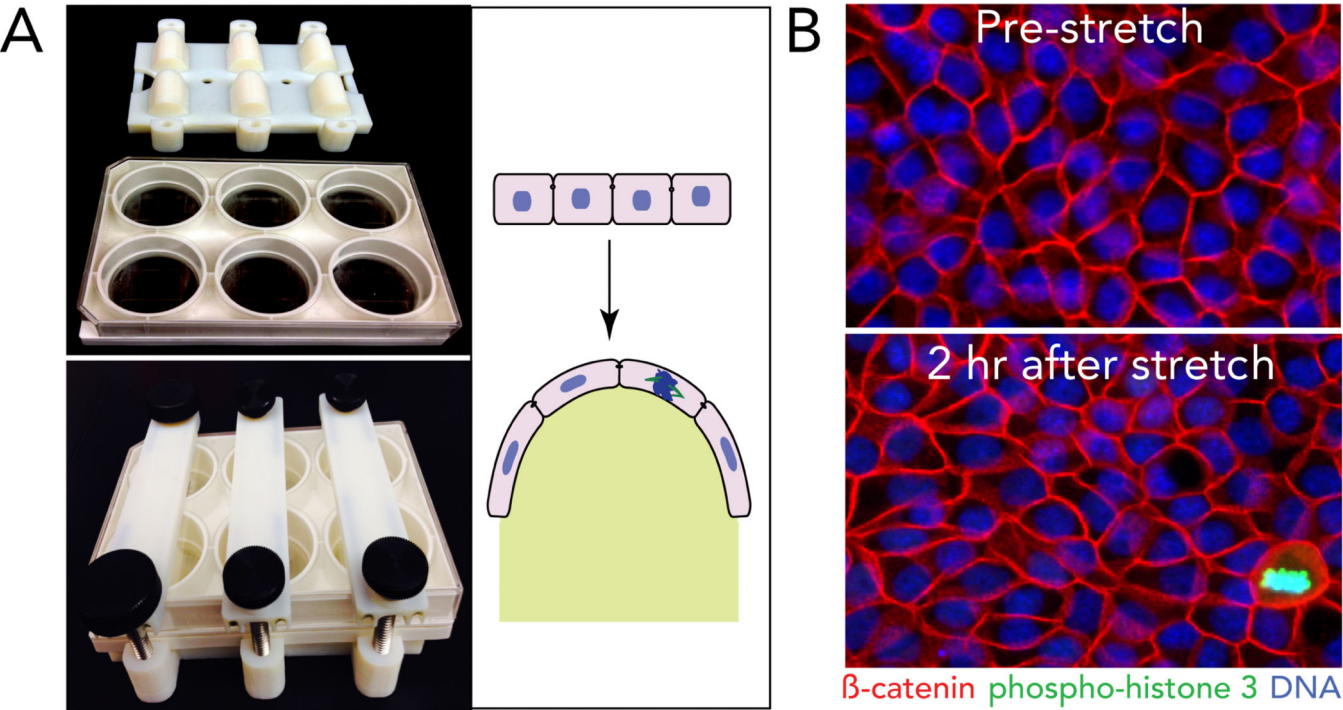 A
B
Pre-stretch
2 hr after stretch
ß-catenin phospho-histone 3 DNA